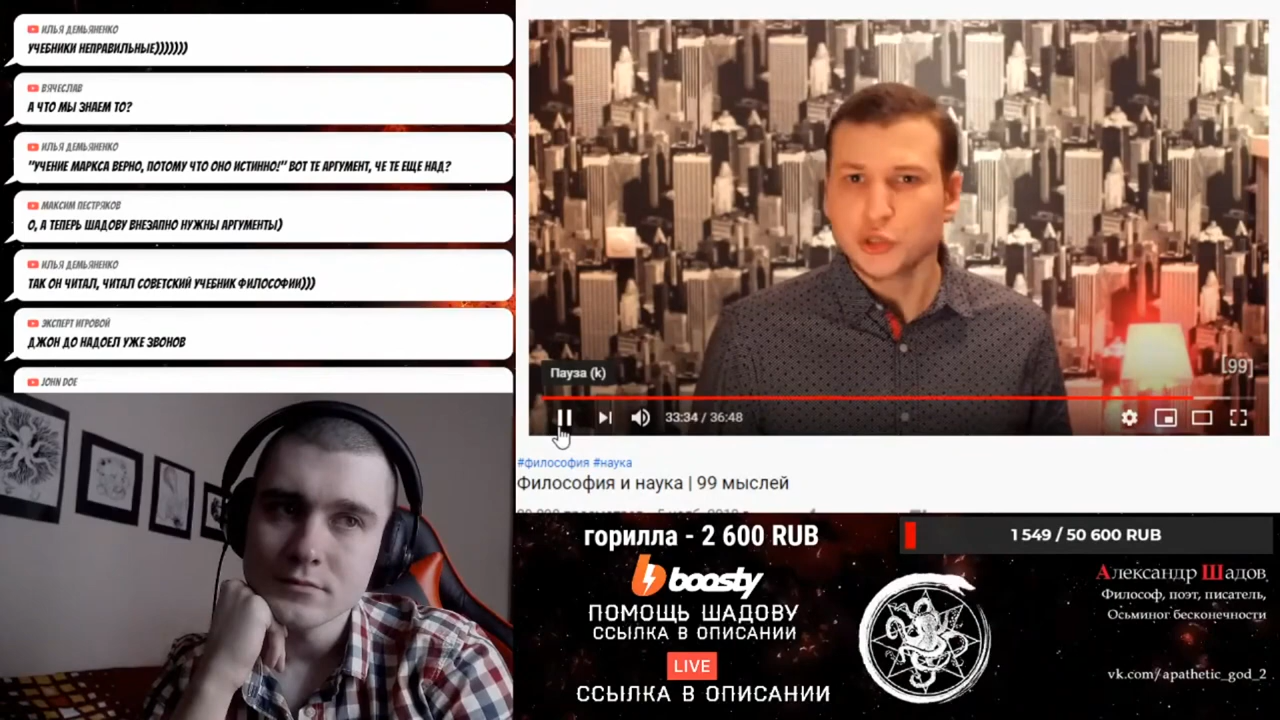 ИЛЬЯ ДЕМЬЯНЕНКО
УЧЕБНИКИ НЕПРАВИЛЬНЫЕ)))))))
ВЯЧЕСЛАВ
А ЧТО МЫ ЗНАЕМ ТО?
ИЛЬЯ ДЕМЬЯНЕНКО
"УЧЕНИЕ МАРКСА ВЕРНО, ПОТОМУ ЧТО ОНО ИСТИННО!" ВОТ ТЕ АРГУМЕНТ, ЧЕ ТЕ ЕЩЕ НАД?
МАКСИМ ПЕСТРЯКОВ
О, А ТЕПЕРЬ ШАДОВУ ВНЕЗАПНО НУЖНЫ АРГУМЕНТЫ)
ИЛЬЯ ДЕМЬЯНЕНКО
ТАК ОН ЧИТАЛ, ЧИТАЛ СОВЕТСКИЙ УЧЕБНИК ФИЛОСОФИИ)))
ЭКСПЕРТ ИГРОВОЙ
ДЖОН ДО НАДОЕЛ УЖЕ ЗВОНОВ
JOHN DOE
[99]
Пауза (k)
33:34 / 36:48
#философия #наука
Философия и наука | 99 мыслей
горилла - 2 600 RUB
boosty
ПОМОЩЬ ШАДОВУ
ССЫЛКА В ОПИСАНИИ
LIVE
ССЫЛКА В ОПИСАНИИ
1 549 / 50 600 RUB
Александр Шадов
Философ, поэт, писатель,
Осьминог бесконечности
vk.com/apathetic_god_2